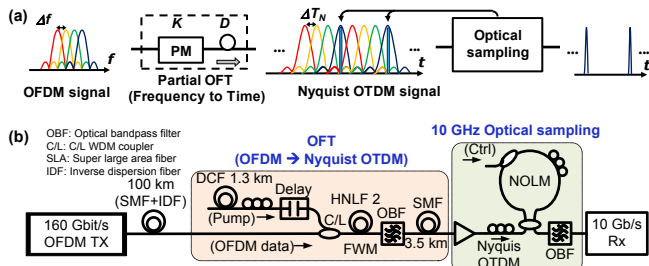 (a)
Δf
f
OFDM signal
K
D
PM
Partial OFT
(Frequency to Time)
ΔT_N
...
...
t
Nyquist OTDM signal
Optical
sampling
...
...
t
(b)
OBF: Optical bandpass filter
C/L: C/L WDM coupler
SLA: Super large area fiber
IDF: Inverse dispersion fiber
OFT
(OFDM → Nyquist OTDM)
10 GHz Optical sampling
160 Gbit/s
OFDM TX
100 km
(SMF+IDF)
DCF 1.3 km
Delay
(Pump)
(OFDM data)
C/L
HNLF 2
FWM
OBF
SMF
3.5 km
(Ctrl)
NOLM
Nyquis
OTDM
OBF
10 Gb/s
Rx